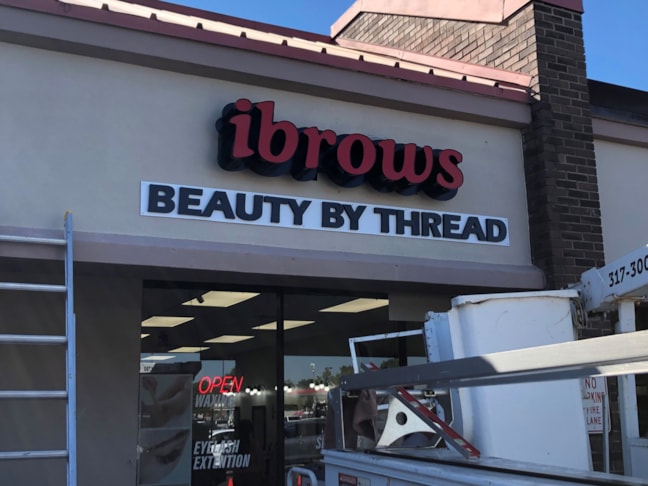 ibrows
BEAUTY BY THREAD
317-300
OPEN
WAXING
EYELASH
EXTENTION
NO
PARKING
FIRE
LANE